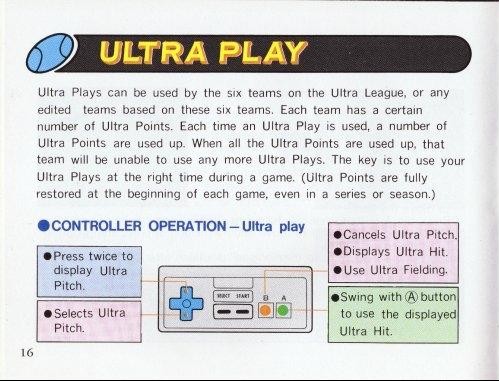 ULTRA PLAY
Ultra Plays can be used by the six teams on the Ultra League, or any
edited teams based on these six teams. Each team has a certain
number of Ultra Points. Each time an Ultra Play is used, a number of
Ultra Points are used up. When all the Ultra Points are used up, that
team will be unable to use any more Ultra Plays. The key is to use your
Ultra Plays at the right time during a game. (Ultra Points are fully
restored at the beginning of each game, even in a series or season.)
●CONTROLLER OPERATION – Ultra play
●Press twice to
display Ultra
Pitch.
●Selects Ultra
Pitch.
SELECT START
B A
●Cancels Ultra Pitch.
●Displays Ultra Hit.
●Use Ultra Fielding.
●Swing with Ⓐ button
to use the displayed
Ultra Hit.
16